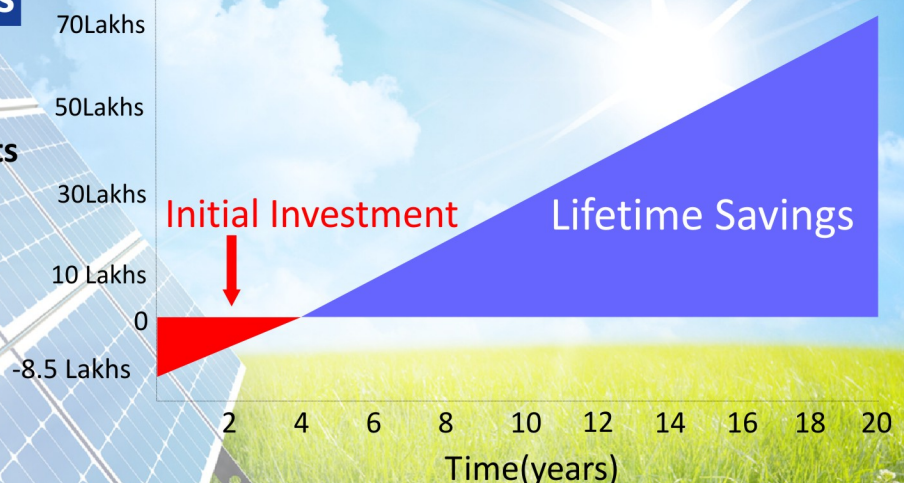 70Lakhs
50Lakhs
30Lakhs
Initial Investment
Lifetime Savings
10 Lakhs
0
-8.5 Lakhs
2 4 6 8 10 12 14 16 18 20
Time(years)